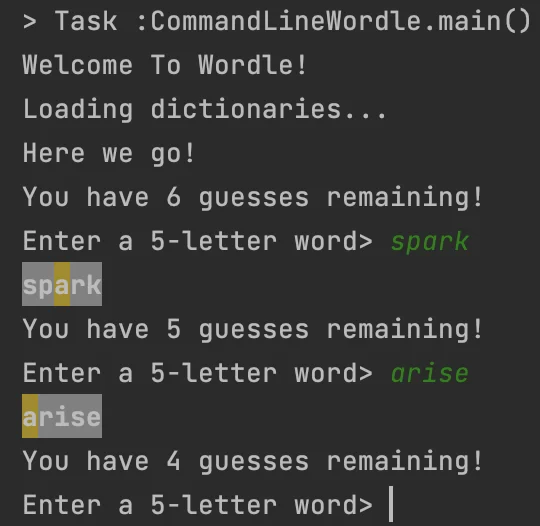 > Task :CommandLineWordle.main()
Welcome To Wordle!
Loading dictionaries...
Here we go!
You have 6 guesses remaining!
Enter a 5-letter word> spark
spark
You have 5 guesses remaining!
Enter a 5-letter word> arise
arise
You have 4 guesses remaining!
Enter a 5-letter word>